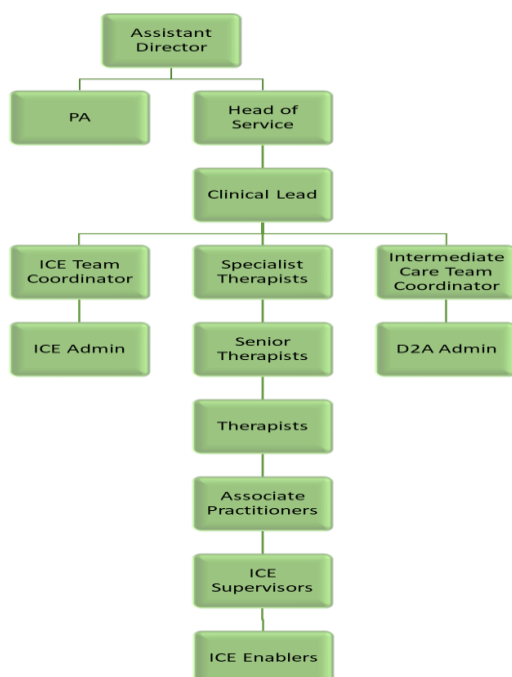 Assistant
Director
PA
Head of
Service
Clinical Lead
ICE Team
Coordinator
Specialist
Therapists
Intermediate
Care Team
Coordinator
ICE Admin
Senior
Therapists
D2A Admin
Therapists
Associate
Practitioners
ICE
Supervisors
ICE Enablers